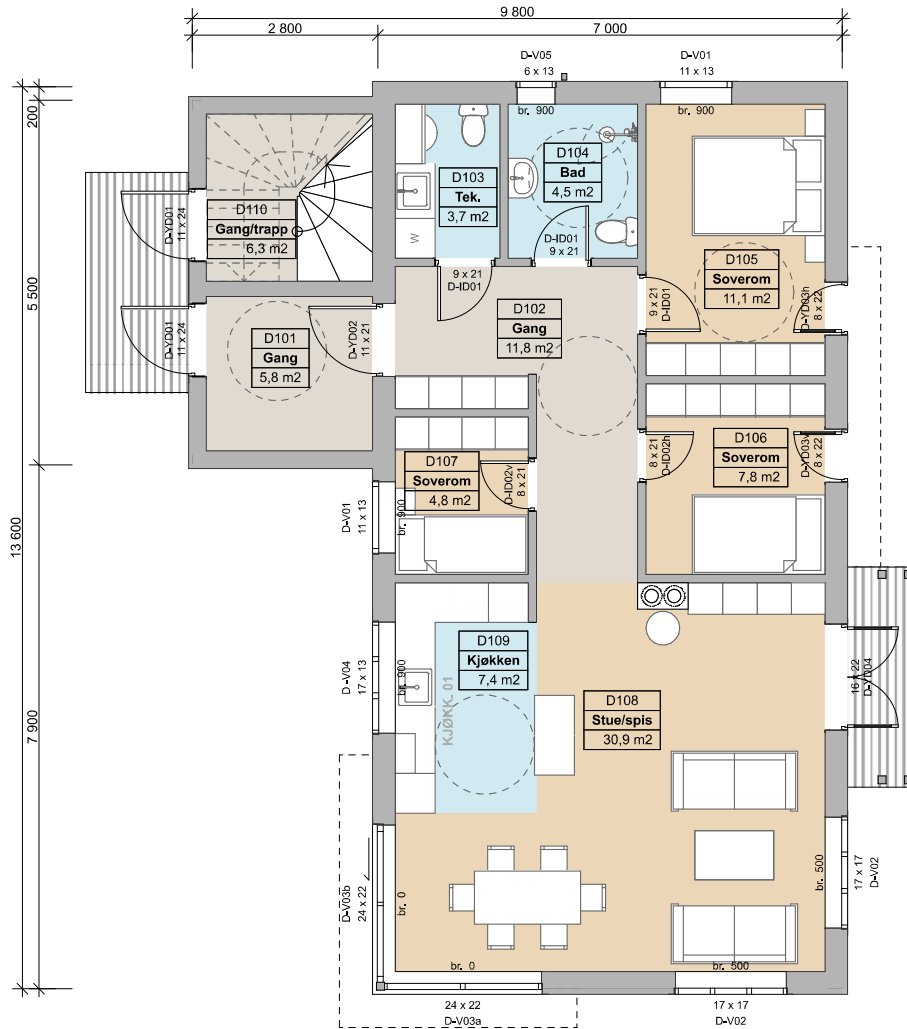 9 800
2 800
7 000
D-V05
6 x 13
D-V01
11 x 13
200
5 500
13 600
7 900
br. 900
br. 900
D103
Tek.
3,7 m2
W
D104
Bad
4,5 m2
D-ID01
9 x 21
D110
Gang/trapp
6,3 m2
D-YD01
11 x 24
D105
Soverom
11,1 m2
9 x 21
D-ID01
9 x 21
D-ID01
D-YD03h
8 x 22
D102
Gang
11,8 m2
D-YD01
11 x 24
D101
Gang
5,8 m2
D-YD02
11 x 21
D107
Soverom
4,8 m2
D-ID02v
8 x 21
8 x 21
D-ID02h
D106
Soverom
7,8 m2
D-YD03v
8 x 22
D-V01
11 x 13
br. 900
D109
Kjøkken
7,4 m2
KJØKK. 01
D-V04
17 x 13
br. 900
D108
Stue/spis
30,9 m2
16 x 22
D-YD04
D-V03b
24 x 22
br. 0
br. 500
17 x 17
D-V02
br. 0
br. 500
24 x 22
D-V03a
17 x 17
D-V02